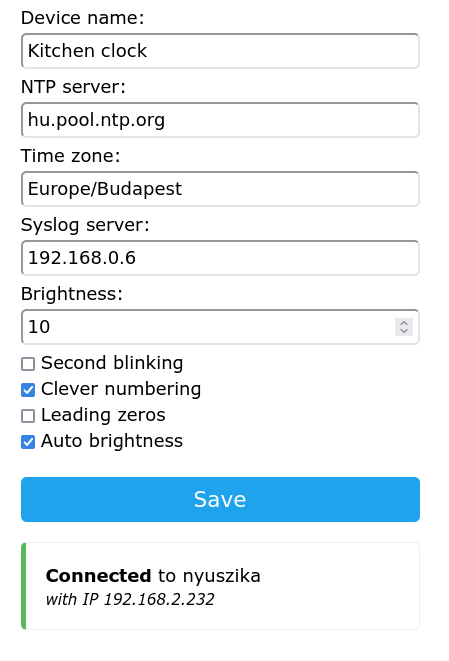 Device name:
Kitchen clock
NTP server:
hu.pool.ntp.org
Time zone:
Europe/Budapest
Syslog server:
192.168.0.6
Brightness:
10
Second blinking
Clever numbering
Leading zeros
Auto brightness
Save
Connected to nyuszika
with IP 192.168.2.232